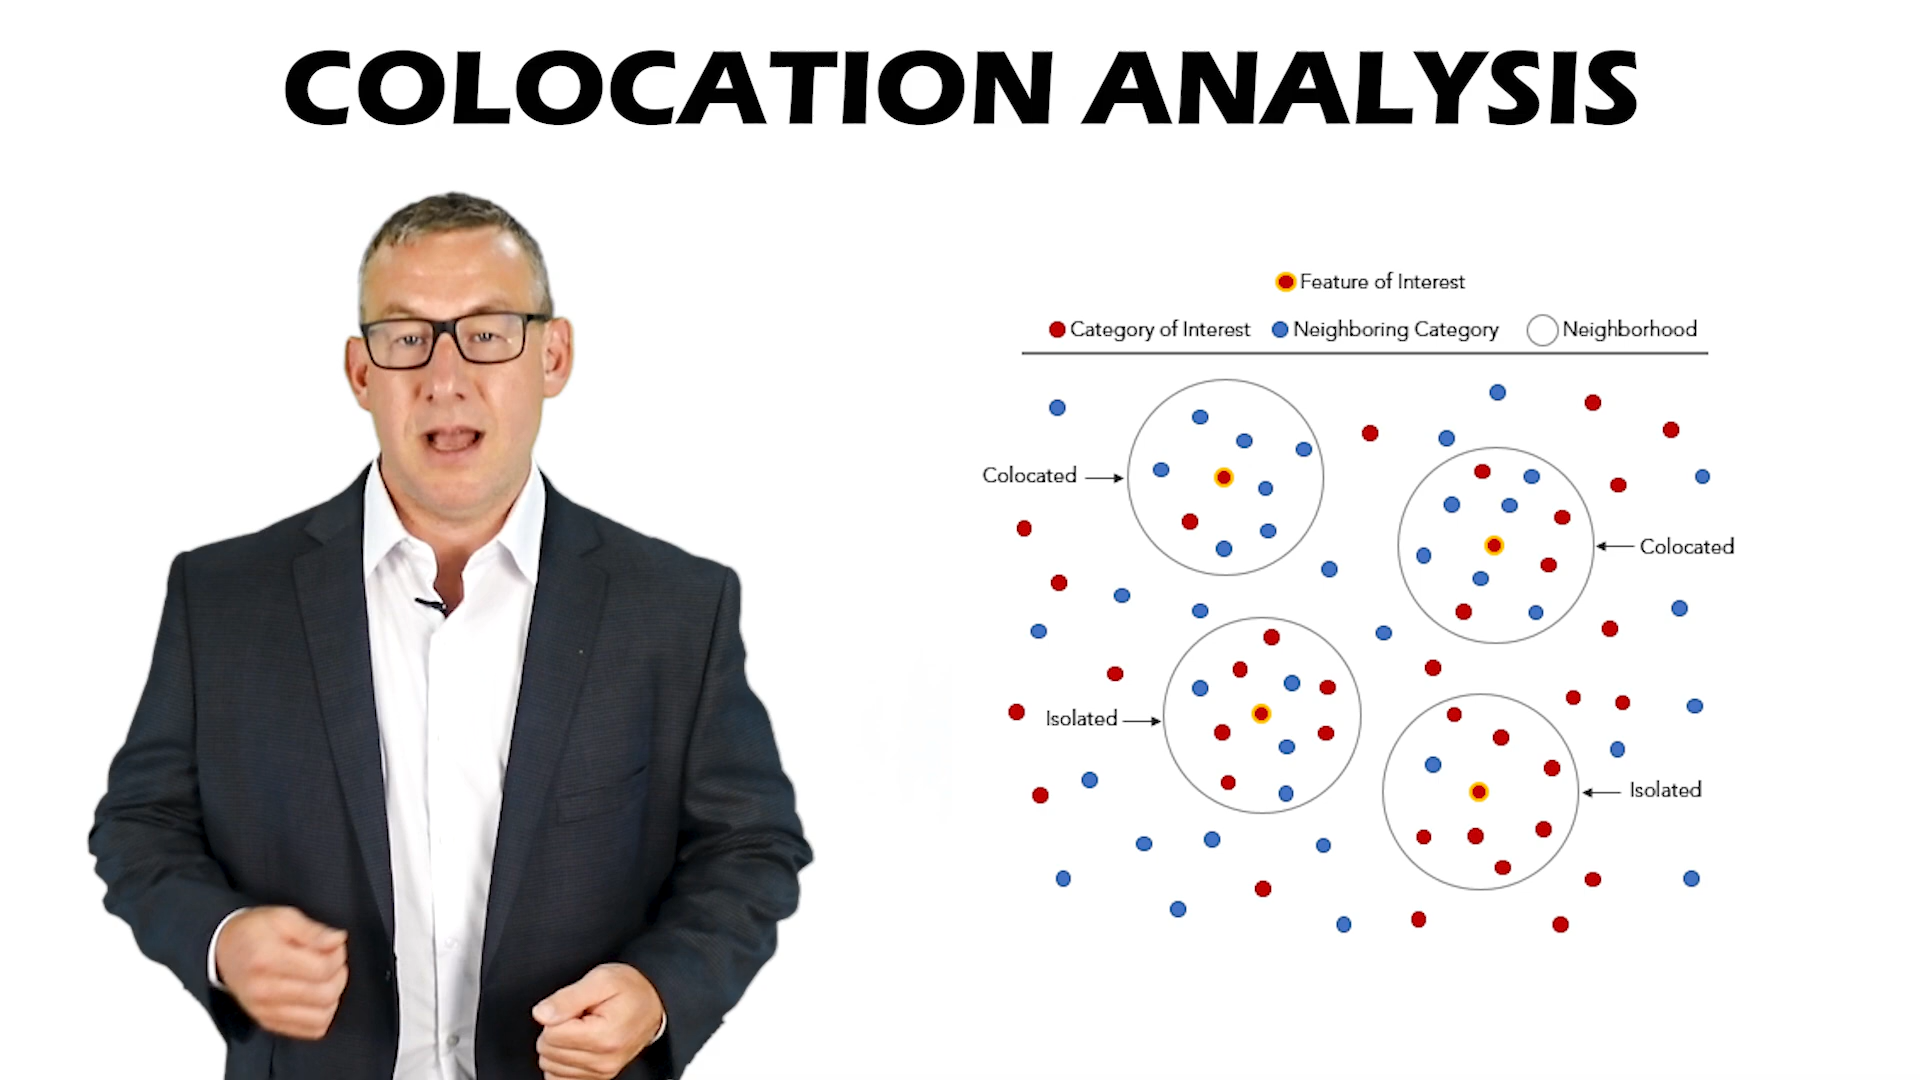 COLOCATION ANALYSIS
Feature of Interest
Category of Interest Neighboring Category Neighborhood
Colocated
Colocated
Isolated
Isolated